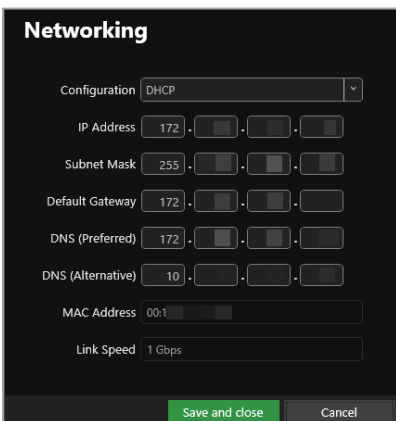 Networking
Configuration DHCP
IP Address 172 . . .
Subnet Mask 255 . . .
Default Gateway 172 . . .
DNS (Preferred) 172 . . .
DNS (Alternative) 10 . . .
MAC Address 00:1
Link Speed 1 Gbps
Save and close Cancel